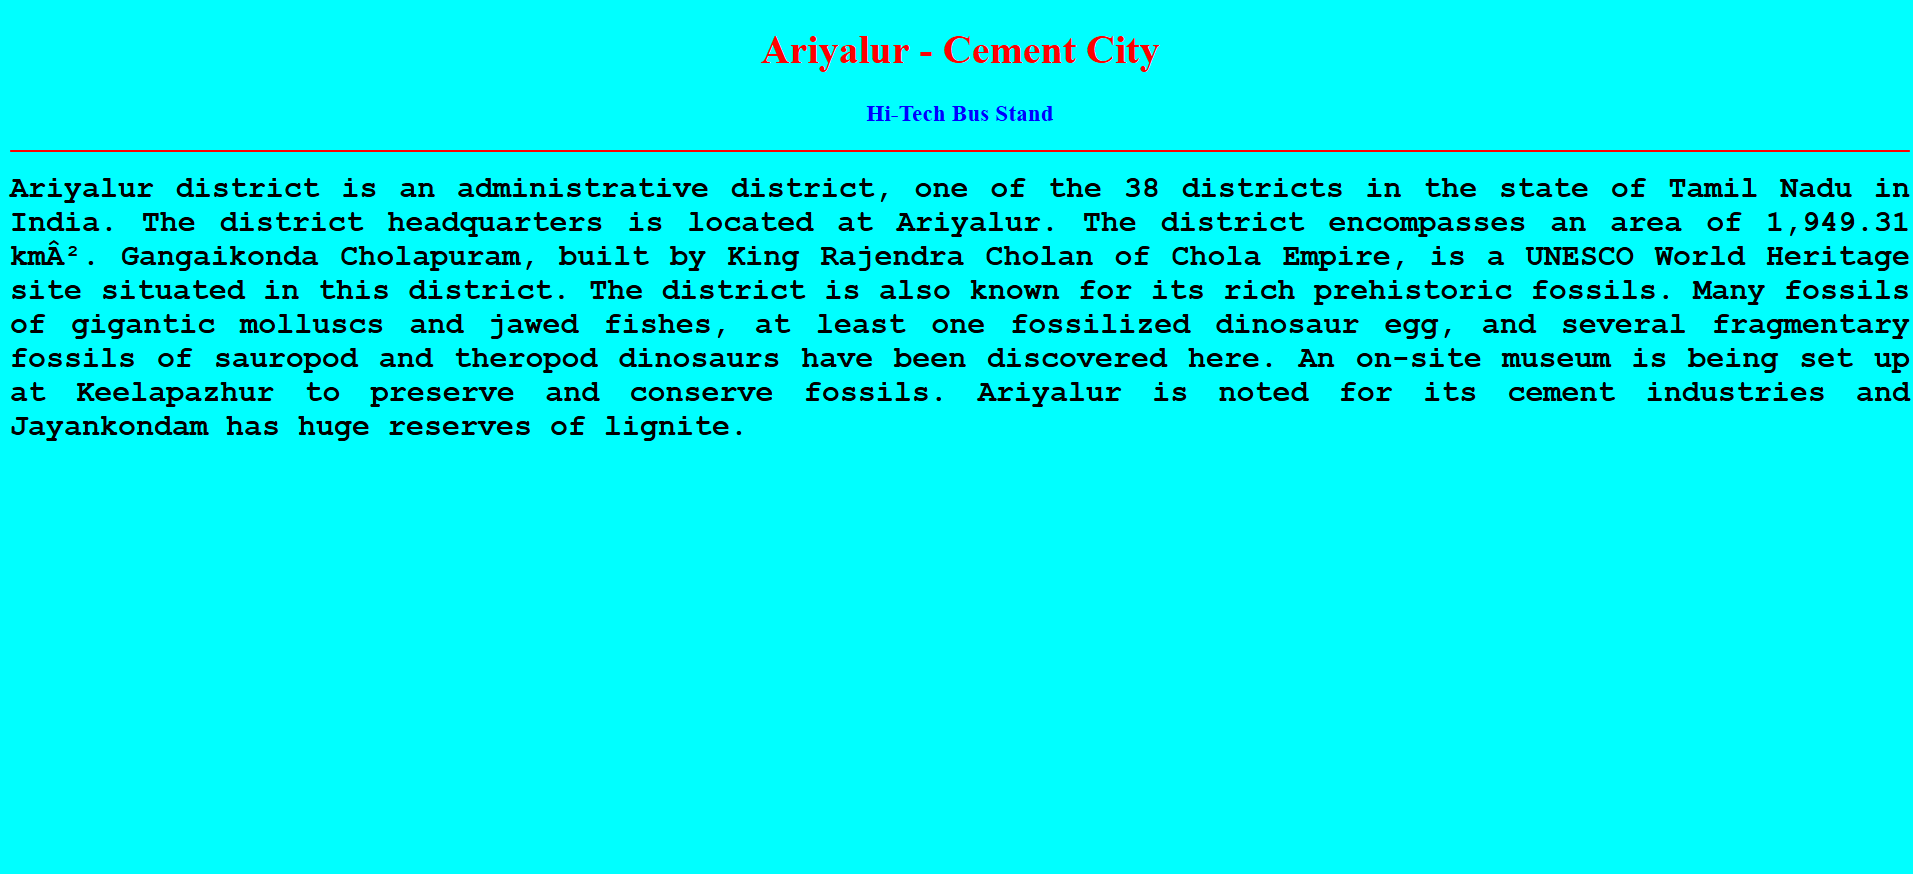 Ariyalur - Cement City
Hi-Tech Bus Stand
Ariyalur district is an administrative district, one of the 38 districts in the state of Tamil Nadu in
India. The district headquarters is located at Ariyalur. The district encompasses an area of 1,949.31
kmÂ². Gangaikonda Cholapuram, built by King Rajendra Cholan of Chola Empire, is a UNESCO World Heritage
site situated in this district. The district is also known for its rich prehistoric fossils. Many fossils
of gigantic molluscs and jawed fishes, at least one fossilized dinosaur egg, and several fragmentary
fossils of sauropod and theropod dinosaurs have been discovered here. An on-site museum is being set up
at Keelapazhur to preserve and conserve fossils. Ariyalur is noted for its cement industries and
Jayankondam has huge reserves of lignite.